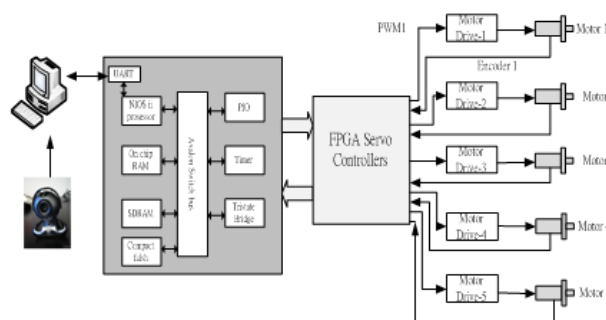 UART
NIOS ii
prosessor
On chip
RAM
SDRAM
Compact
flash
Avalon Switch bus
PIO
Timer
Tristate
Bridge
FPGA Servo
Controllers
PWM1
Encoder 1
Motor
Drive-1
Motor 1
Motor
Drive-2
Motor
Motor
Drive-3
Motor
Motor
Drive-4
Motor
Motor
Drive-5
Motor